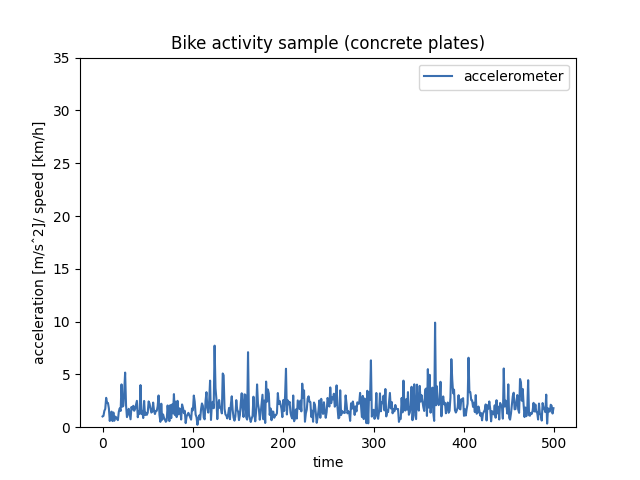 Bike activity sample (concrete plates)
accelerometer
35
30
25
20
15
10
5
0
acceleration [m/sˆ2]/ speed [km/h]
0 100 200 300 400 500
time